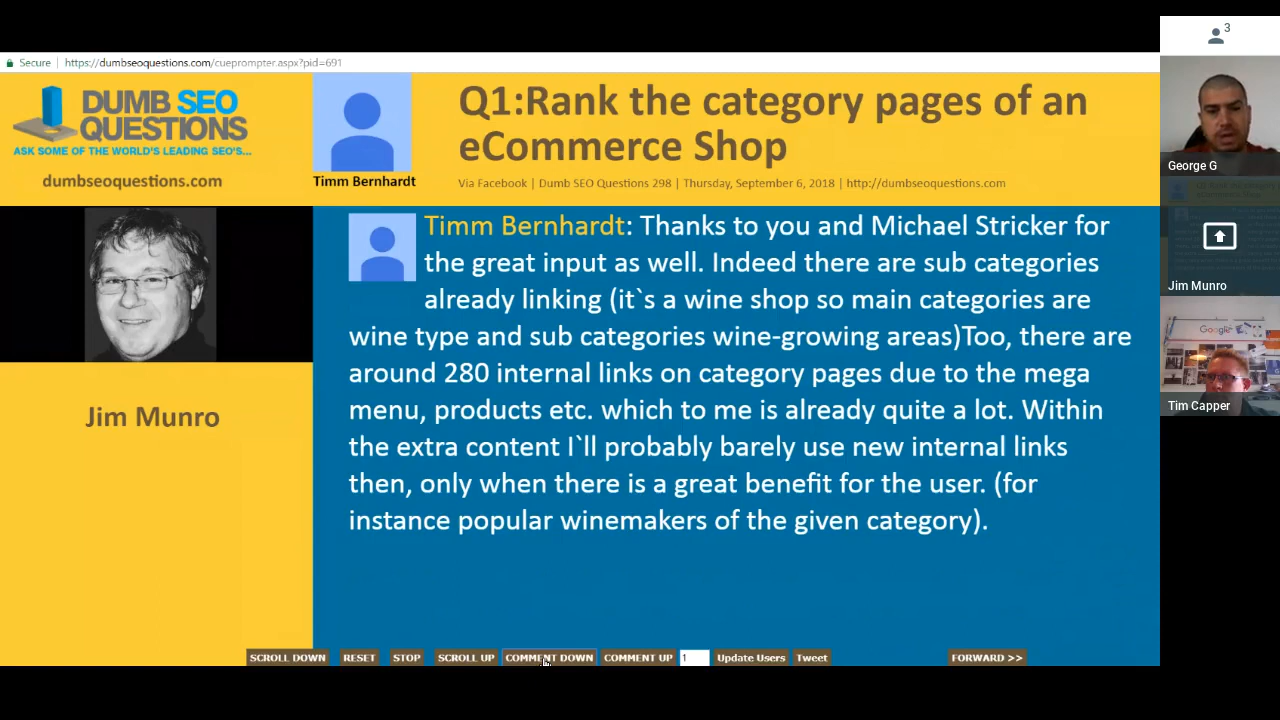 3
Secure | https://dumbseoquestions.com/cueprompter.aspx?pid=691
DUMB SEO
QUESTIONS
ASK SOME OF THE WORLD'S LEADING SEO'S...
dumbseoquestions.com
Timm Bernhardt
Q1:Rank the category pages of an
eCommerce Shop
Via Facebook | Dumb SEO Questions 298 | Thursday, September 6, 2018 | http://dumbseoquestions.com
George G
Jim Munro
Google
Tim Capper
Jim Munro
Timm Bernhardt: Thanks to you and Michael Stricker for
the great input as well. Indeed there are sub categories
already linking (it`s a wine shop so main categories are
wine type and sub categories wine-growing areas)Too, there are
around 280 internal links on category pages due to the mega
menu, products etc. which to me is already quite a lot. Within
the extra content I`ll probably barely use new internal links
then, only when there is a great benefit for the user. (for
instance popular winemakers of the given category).
SCROLL DOWN RESET STOP SCROLL UP COMMENT DOWN COMMENT UP 1 Update Users Tweet FORWARD >>